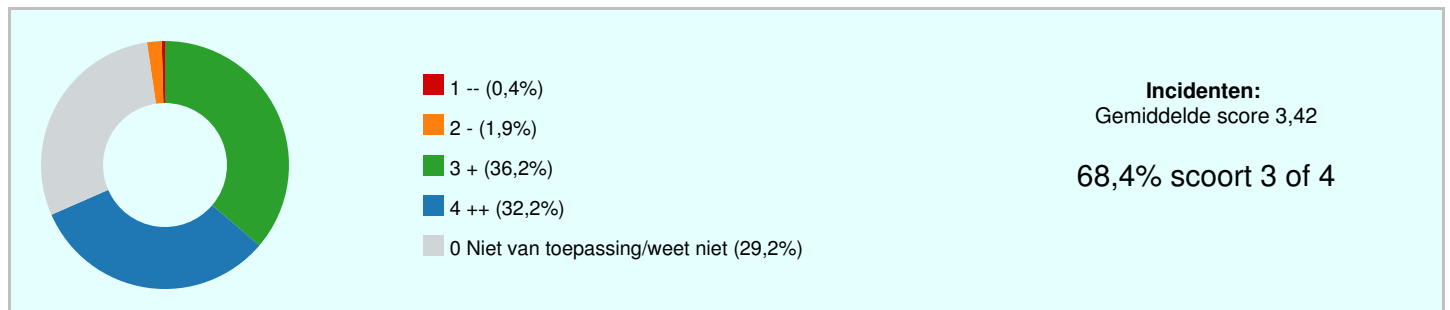 1 -- (0,4%)
2 - (1,9%)
3 + (36,2%)
4 ++ (32,2%)
0 Niet van toepassing/weet niet (29,2%)
Incidenten:
Gemiddelde score 3,42
68,4% scoort 3 of 4